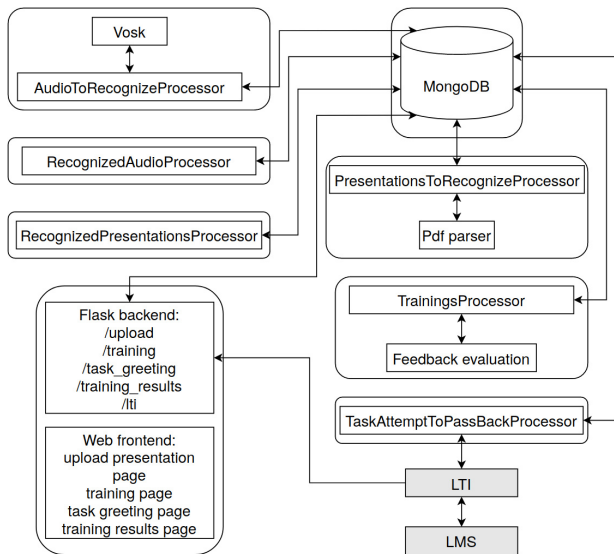 Vosk
AudioToRecognizeProcessor
MongoDB
RecognizedAudioProcessor
PresentationsToRecognizeProcessor
Pdf parser
RecognizedPresentationsProcessor
Flask backend:
/upload
/training
/task_greeting
/training_results
/lti
Web frontend:
upload presentation
page
training page
task greeting page
training results page
TrainingsProcessor
Feedback evaluation
TaskAttemptToPassBackProcessor
LTI
LMS